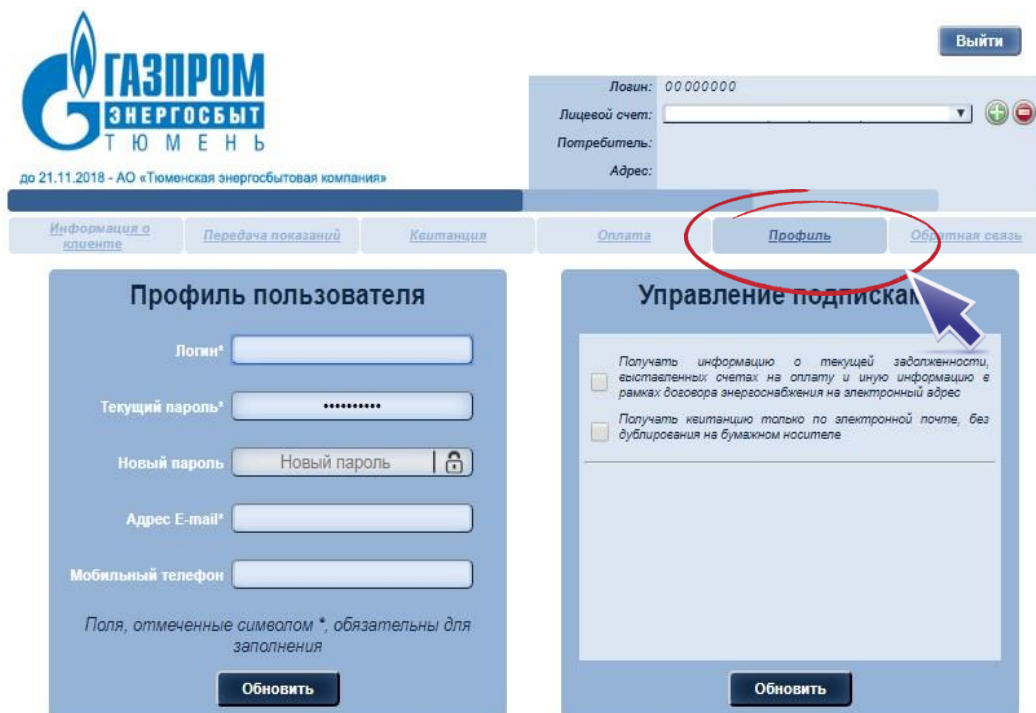 ГАЗПРОМ
ЭНЕРГОСБЫТ
ТЮМЕНЬ
до 21.11.2018 - АО «Тюменская энергосбытовая компания»
Выйти
Логин: 00000000
Лицевой счет:
Потребитель:
Адрес:
Информация о
клиенте
Передача показаний
Квитанция
Оплата
Профиль
Обратная связь
Профиль пользователя
Логин*
Текущий пароль* ••••••••••
Новый пароль Новый пароль
Адрес E-mail*
Мобильный телефон
Поля, отмеченные символом *, обязательны для
заполнения
Обновить
Управление подписками
Получать информацию о текущей задолженности,
выставленных счетах на оплату и иную информацию в
рамках договора энергоснабжения на электронный адрес
Получать квитанцию только по электронной почте, без
дублирования на бумажном носителе
Обновить